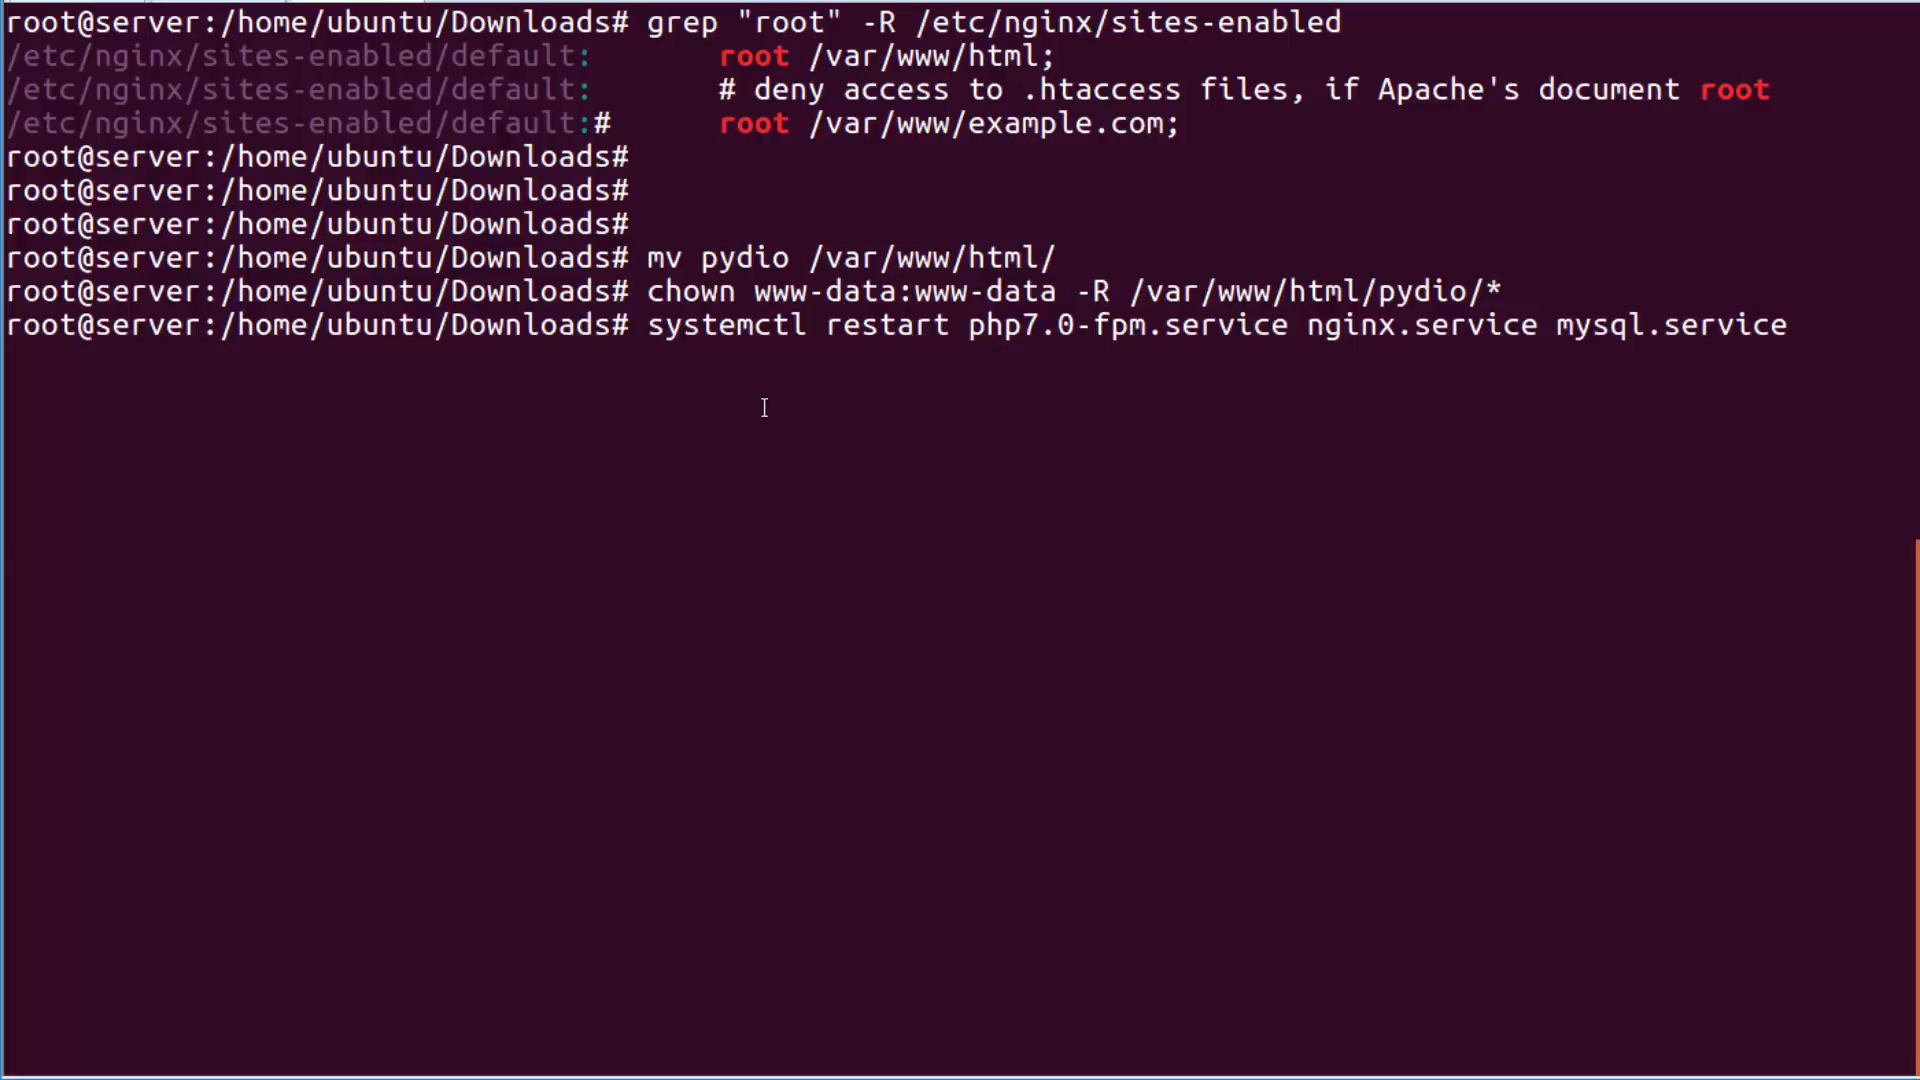 root@server:/home/ubuntu/Downloads# grep "root" -R /etc/nginx/sites-enabled
/etc/nginx/sites-enabled/default:       root /var/www/html;
/etc/nginx/sites-enabled/default:       # deny access to .htaccess files, if Apache's document root
/etc/nginx/sites-enabled/default:#      root /var/www/example.com;
root@server:/home/ubuntu/Downloads#
root@server:/home/ubuntu/Downloads#
root@server:/home/ubuntu/Downloads#
root@server:/home/ubuntu/Downloads# mv pydio /var/www/html/
root@server:/home/ubuntu/Downloads# chown www-data:www-data -R /var/www/html/pydio/*
root@server:/home/ubuntu/Downloads# systemctl restart php7.0-fpm.service nginx.service mysql.service